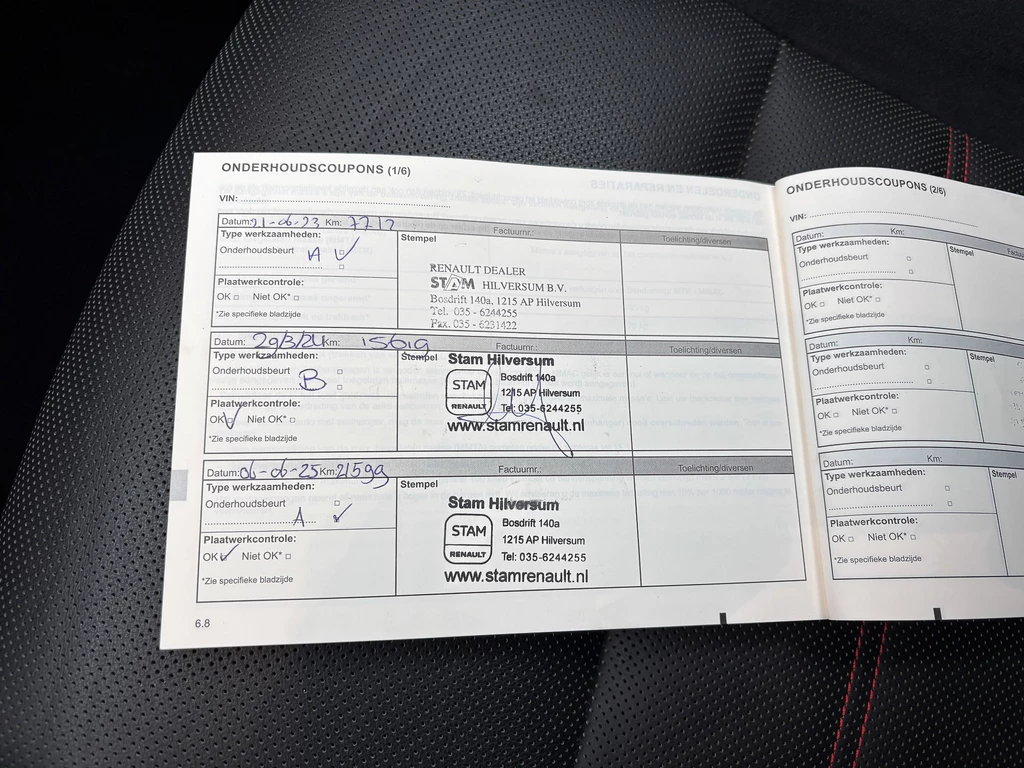 ONDERHOUDSCOUPONS (1/6)
VIN:
Datum: Km: 7712
Factuurnr.:
Toelichting/diversen
Type werkzaamheden:
Onderhoudsbeurt A
Stempel
RENAULT DEALER
STAM HILVERSUM B.V.
Bosdrift 140a, 1215 AP Hilversum
Tel. 035 - 6244255
Fax. 035 - 6231422
Plaatwerkcontrole:
OK Niet OK*
*Zie specifieke bladzijde
Datum: 29/3/24 Km: 15619
Factuurnr.:
Toelichting/diversen
Type werkzaamheden:
Onderhoudsbeurt
B
Stempel
Stam Hilversum
STAM
RENAULT
Bosdrift 140a
1215 AP Hilversum
Tel: 035-6244255
www.stamrenault.nl
Plaatwerkcontrole:
OK Niet OK*
*Zie specifieke bladzijde
Datum: 06-06-25 Km: 21599
Factuurnr.:
Toelichting/diversen
Type werkzaamheden:
Onderhoudsbeurt
A
Stempel
Stam Hilversum
STAM
RENAULT
Bosdrift 140a
1215 AP Hilversum
Tel: 035-6244255
www.stamrenault.nl
Plaatwerkcontrole:
OK Niet OK*
*Zie specifieke bladzijde
6.8
ONDERHOUDSCOUPONS (2/6)
VIN:
Datum: Km:
Type werkzaamheden:
Onderhoudsbeurt
Stempel
Plaatwerkcontrole:
OK Niet OK*
*Zie specifieke bladzijde
Datum: Km:
Type werkzaamheden:
Onderhoudsbeurt
Stempel
Plaatwerkcontrole:
OK Niet OK*
*Zie specifieke bladzijde
Datum: Km:
Type werkzaamheden:
Onderhoudsbeurt
Stempel
Plaatwerkcontrole:
OK Niet OK*
*Zie specifieke bladzijde